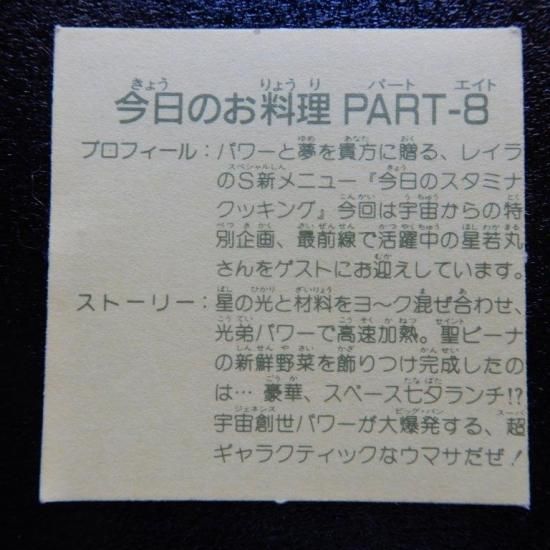 今日のお料理 PART-8
プロフィール：パワーと夢を貴方に贈る、レイラ
のS新メニュー『今日のスタミナ
クッキング』今回は宇宙からの特
別企画、最前線で活躍中の星若丸
さんをゲストにお迎えしています。
ストーリー：星の光と材料をヨ〜ク混ぜ合わせ、
光弟パワーで高速加熱。聖ビーナ
の新鮮野菜を飾りつけ完成したの
は… 豪華、スペース七夕ランチ!?
宇宙創世パワーが大爆発する、超
ギャラクティックなウマサだぜ！